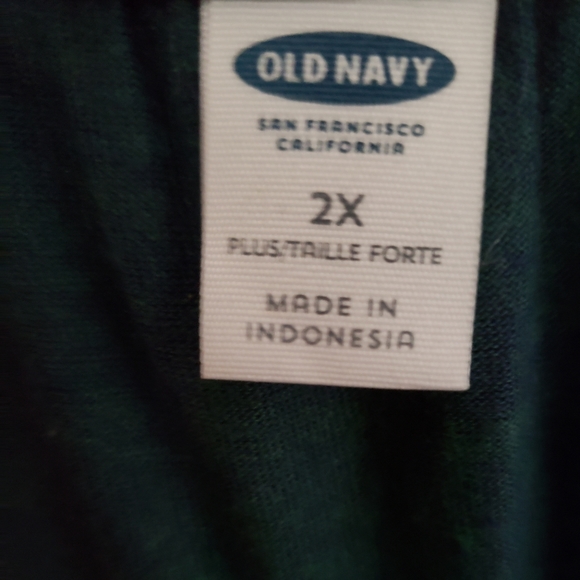 OLD NAVY
SAN FRANCISCO
CALIFORNIA
2X
PLUS/TAILLE FORTE
MADE IN
INDONESIA